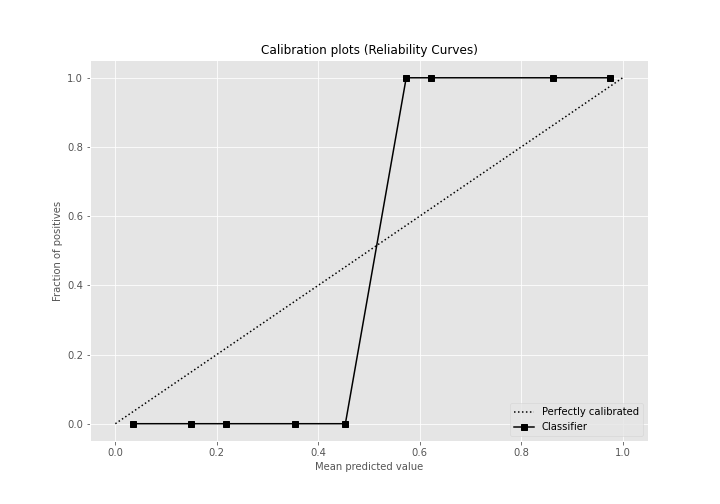 Calibration plots (Reliability Curves)
1.0
0.8
0.6
0.4
0.2
0.0
Fraction of positives
0.0 0.2 0.4 0.6 0.8 1.0
Mean predicted value
Perfectly calibrated
Classifier